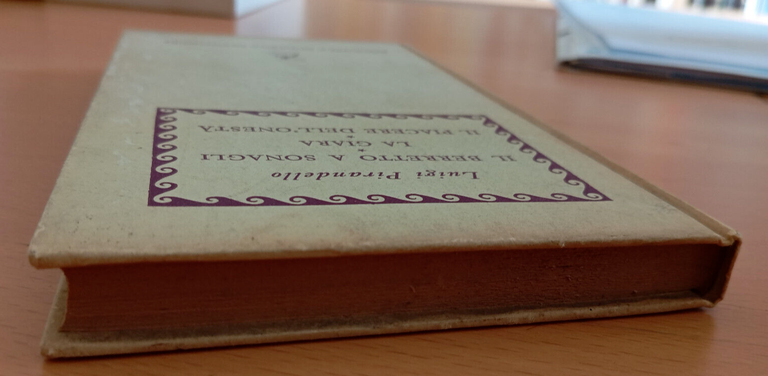 Luigi Pirandello
IL BERRETTO A SONAGLI
*
LA GIARA
*
IL PIACERE DELL'ONESTÀ